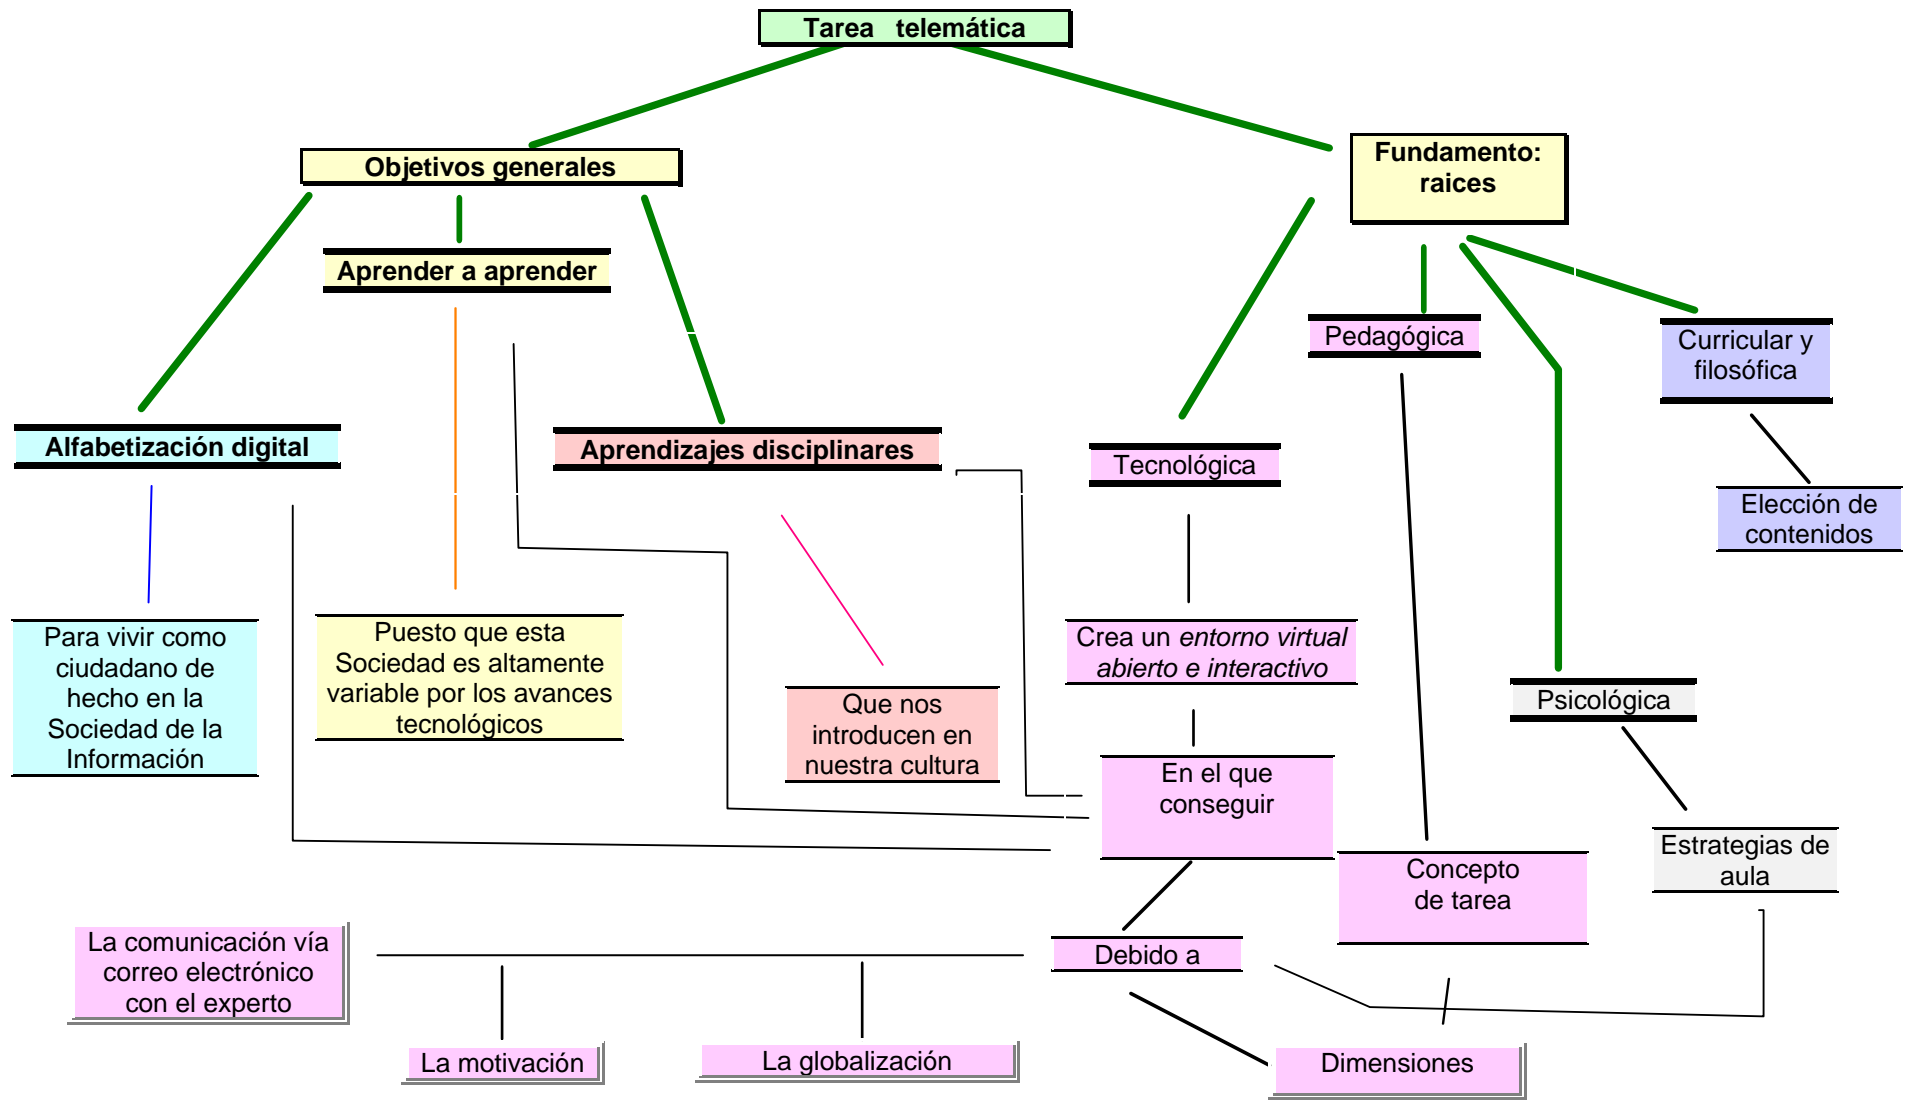 Tarea telemática
Objetivos generales
Fundamento:
raices
Aprender a aprender
Pedagógica
Curricular y
filosófica
Alfabetización digital
Aprendizajes disciplinares
Tecnológica
Elección de
contenidos
Para vivir como
ciudadano de
hecho en la
Sociedad de la
Información
Puesto que esta
Sociedad es altamente
variable por los avances
tecnológicos
Que nos
introducen en
nuestra cultura
Crea un entorno virtual
abierto e interactivo
Psicológica
En el que
conseguir
Concepto
de tarea
Estrategias de
aula
La comunicación vía
correo electrónico
con el experto
Debido a
La motivación
La globalización
Dimensiones